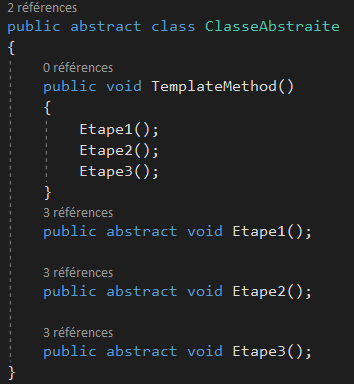 2 références
public abstract class ClasseAbstraite
{
0 références
public void TemplateMethod()
{
Etape1();
Etape2();
Etape3();
}
3 références
public abstract void Etape1();
3 références
public abstract void Etape2();
3 références
public abstract void Etape3();
}